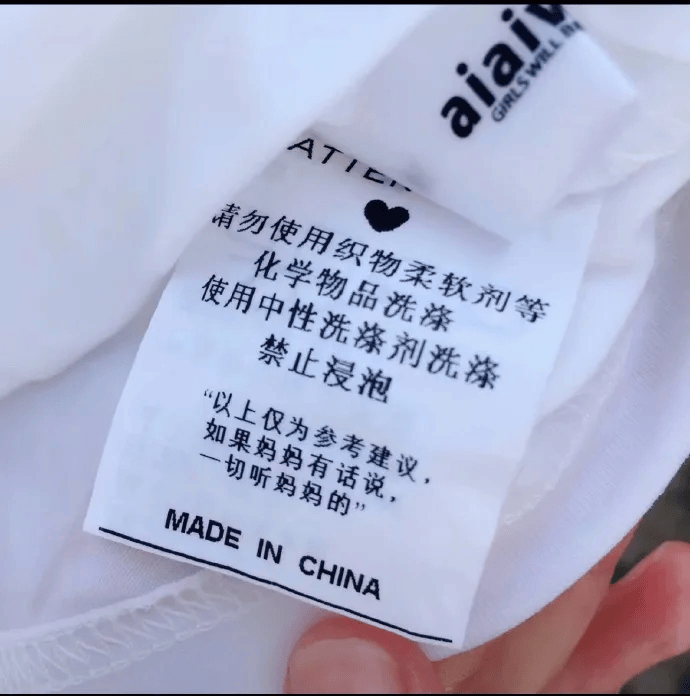 aiaiw
GIRLS WILL
ATTE
请勿使用织物柔软剂等
化学物品洗涤
使用中性洗涤剂洗涤
禁止浸泡
“以上仅为参考建议，
如果妈妈有话说，
一切听妈妈的”
MADE IN CHINA